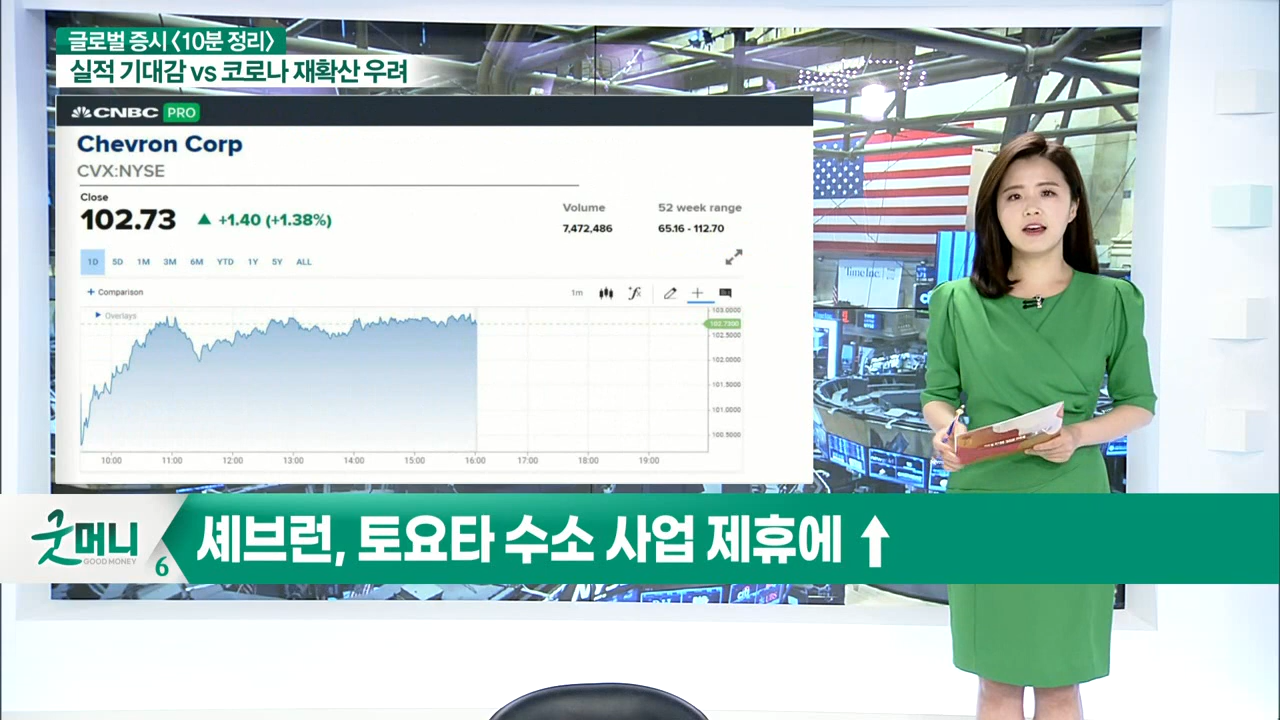 글로벌 증시 <10분 정리>
실적 기대감 vs 코로나 재확산 우려
CNBC PRO
Chevron Corp
CVX:NYSE
Close
102.73 ▲ +1.40 (+1.38%)
Volume
7,472,486
52 week range
65.16 - 112.70
1D 5D 1M 3M 6M YTD 1Y 5Y ALL
+ Comparison
1m
Overlays
103.0000
102.7300
102.5000
102.0000
101.5000
101.0000
100.5000
10:00 11:00 12:00 13:00 14:00 15:00 16:00 17:00 18:00 19:00
Time Inc.
굿머니
GOOD MONEY
6
셰브런, 토요타 수소 사업 제휴에 ↑